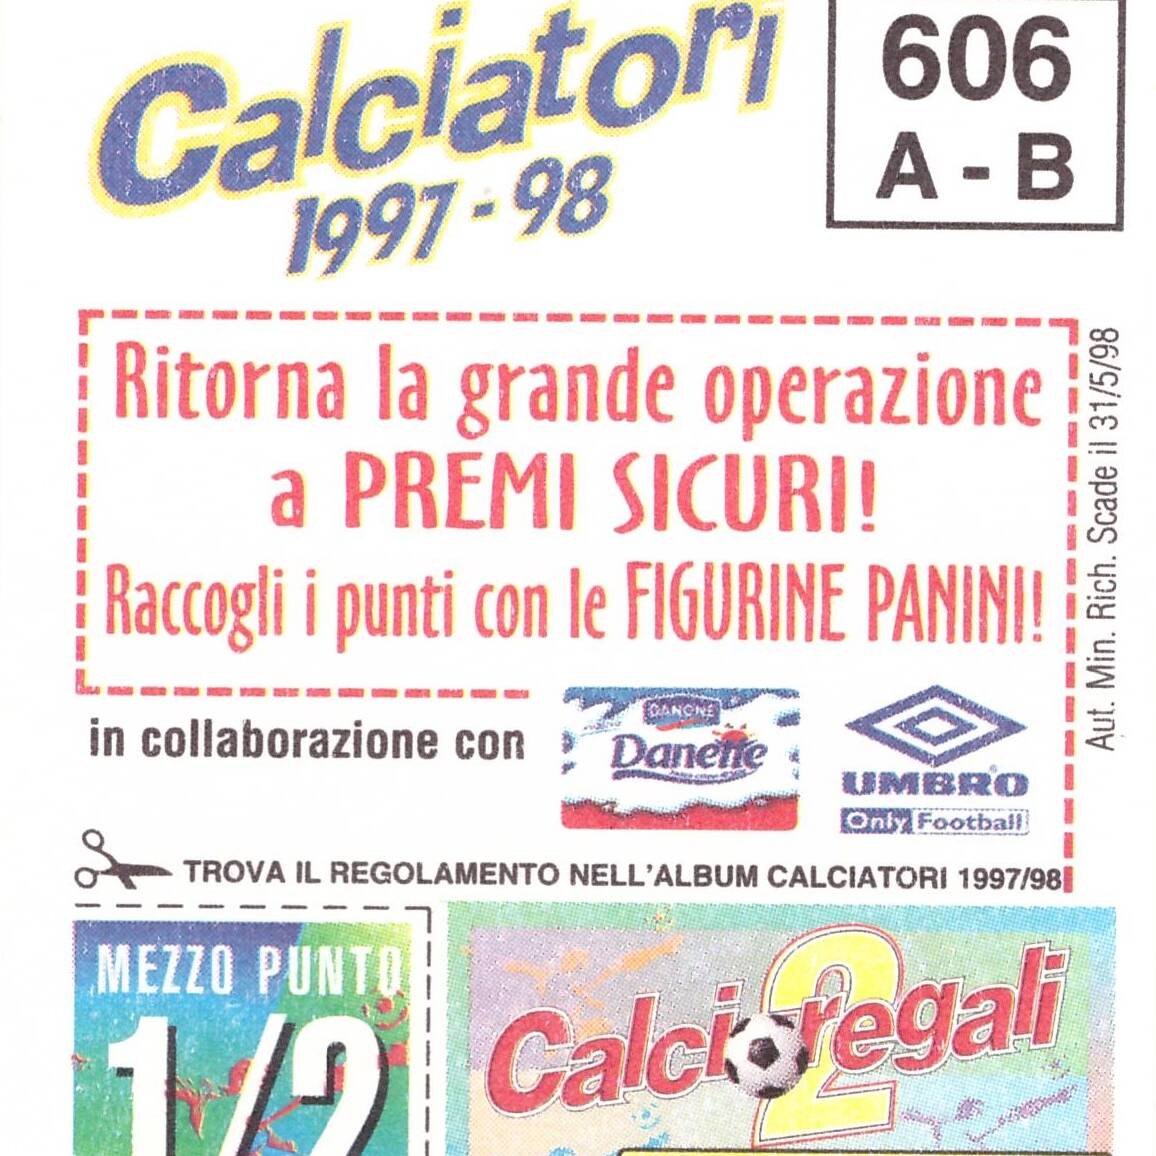 Calciatori
1997-98
606
A - B
Ritorna la grande operazione
a PREMI SICURI!
Raccogli i punti con le FIGURINE PANINI!
Aut. Min. Rich. Scade il 31/5/98
in collaborazione con
DANONE
Danette
UMBRO
Only Football
TROVA IL REGOLAMENTO NELL'ALBUM CALCIATORI 1997/98
MEZZO PUNTO
1/2
Calcio regali
2